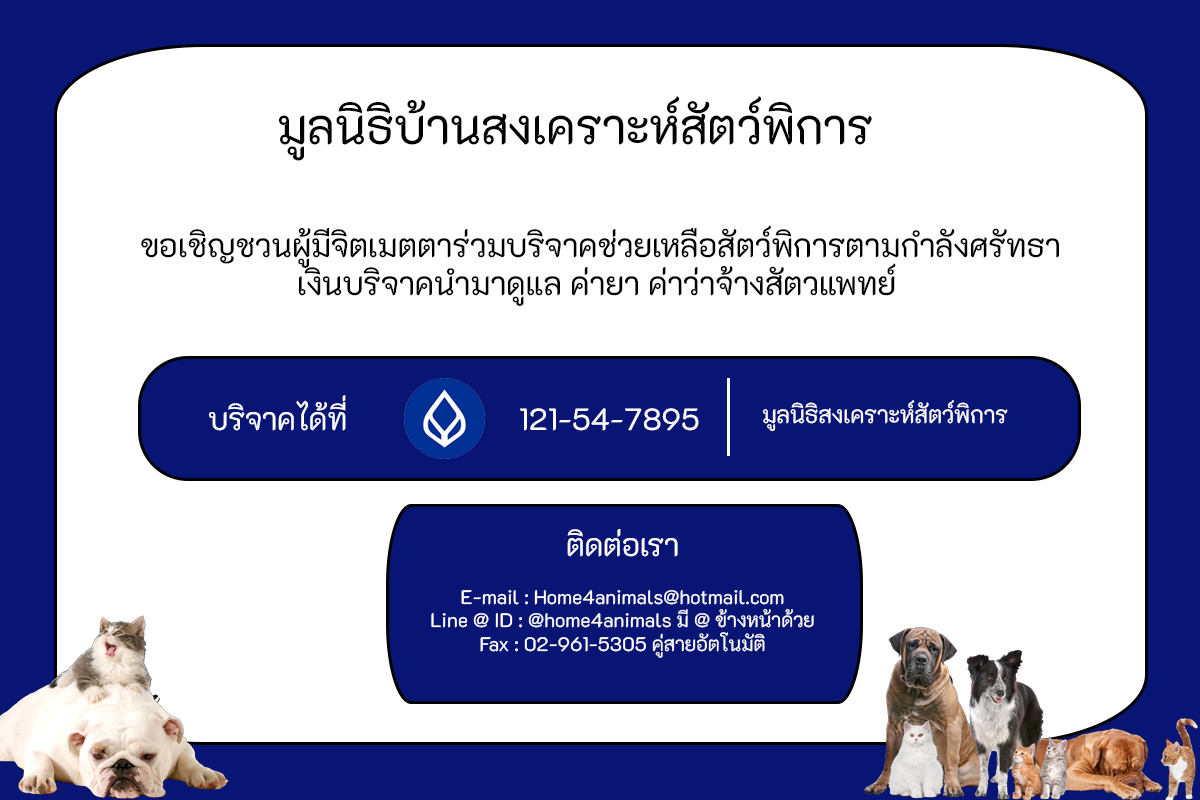 มูลนิธิบ้านสงเคราะห์สัตว์พิการ
ขอเชิญชวนผู้มีจิตเมตตาร่วมบริจาคช่วยเหลือสัตว์พิการตามกำลังศรัทธา
เงินบริจาคนำมาดูแล ค่ายา ค่าว่าจ้างสัตวแพทย์
บริจาคได้ที่ 121-54-7895 มูลนิธิสงเคราะห์สัตว์พิการ
ติดต่อเรา
E-mail : Home4animals@hotmail.com
Line @ ID : @home4animals มี @ ข้างหน้าด้วย
Fax : 02-961-5305 คู่สายอัตโนมัติ